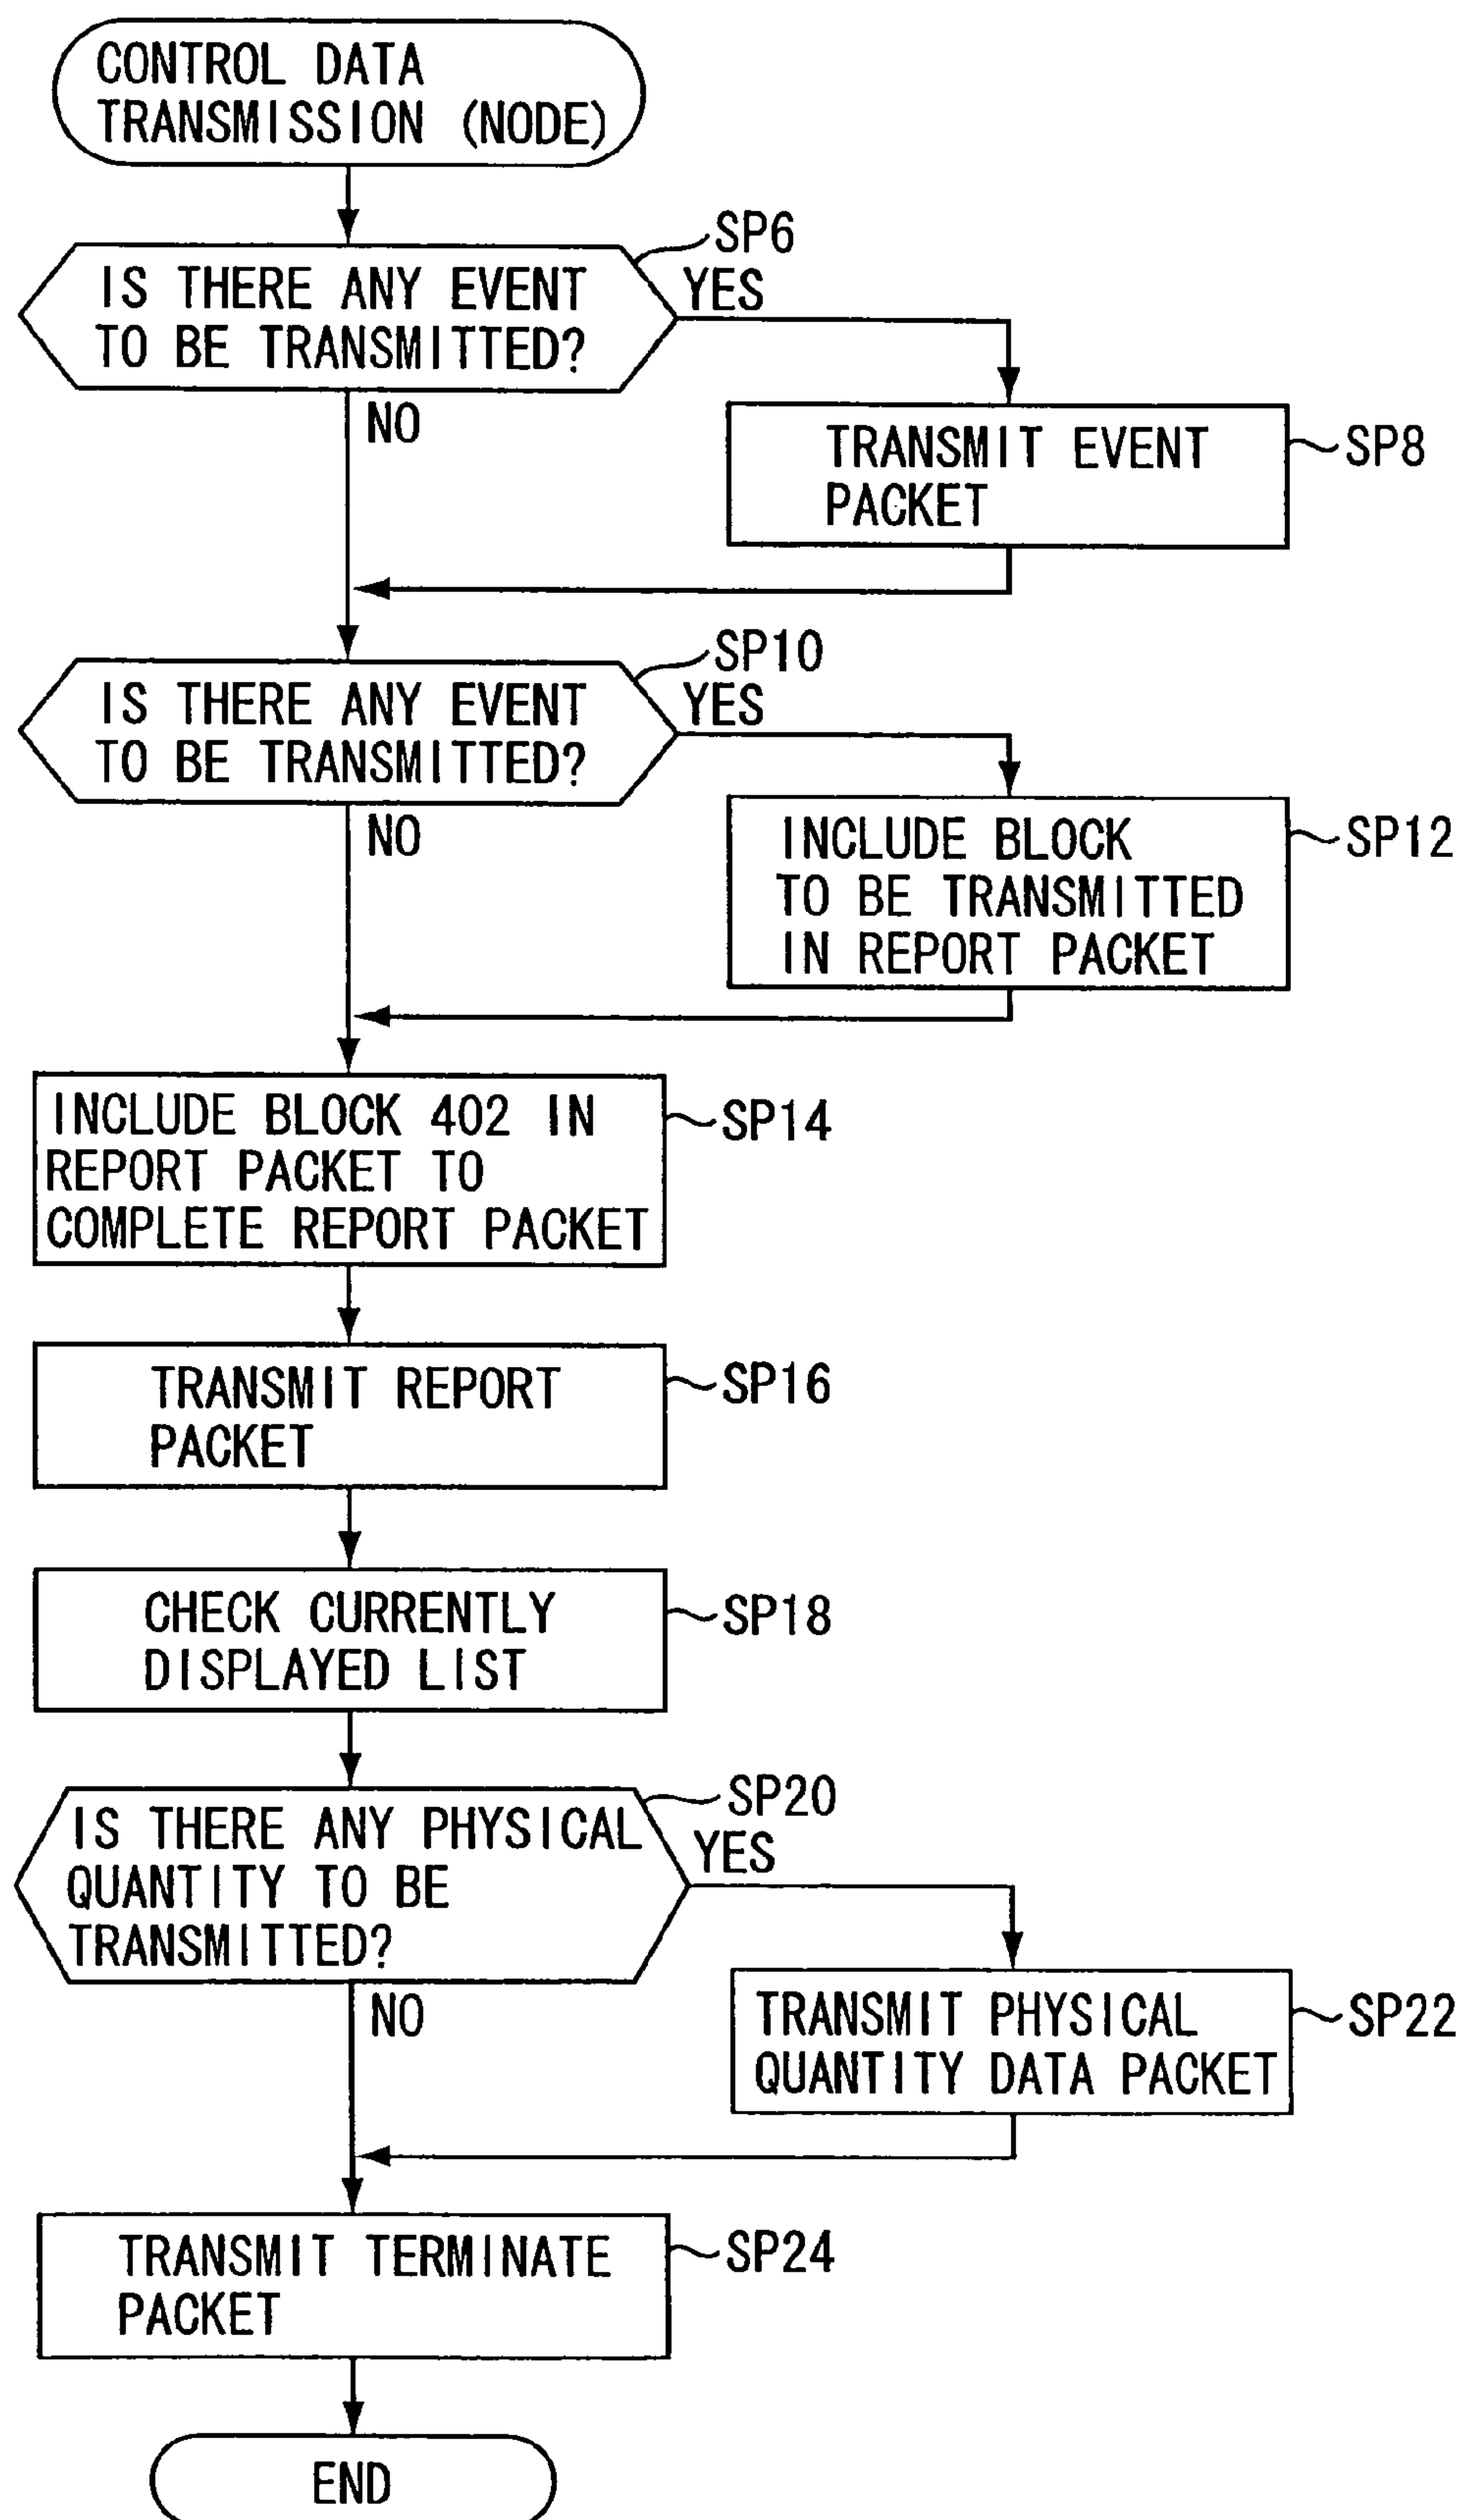 CONTROL DATA
TRANSMISSION (NODE)
SP6
IS THERE ANY EVENT
TO BE TRANSMITTED?
YES
NO
TRANSMIT EVENT
PACKET
SP8
SP10
IS THERE ANY EVENT
TO BE TRANSMITTED?
YES
NO
INCLUDE BLOCK
TO BE TRANSMITTED
IN REPORT PACKET
SP12
INCLUDE BLOCK 402 IN
REPORT PACKET TO
COMPLETE REPORT PACKET
SP14
TRANSMIT REPORT
PACKET
SP16
CHECK CURRENTLY
DISPLAYED LIST
SP18
SP20
IS THERE ANY PHYSICAL
QUANTITY TO BE
TRANSMITTED?
YES
NO
TRANSMIT PHYSICAL
QUANTITY DATA PACKET
SP22
TRANSMIT TERMINATE
PACKET
SP24
END